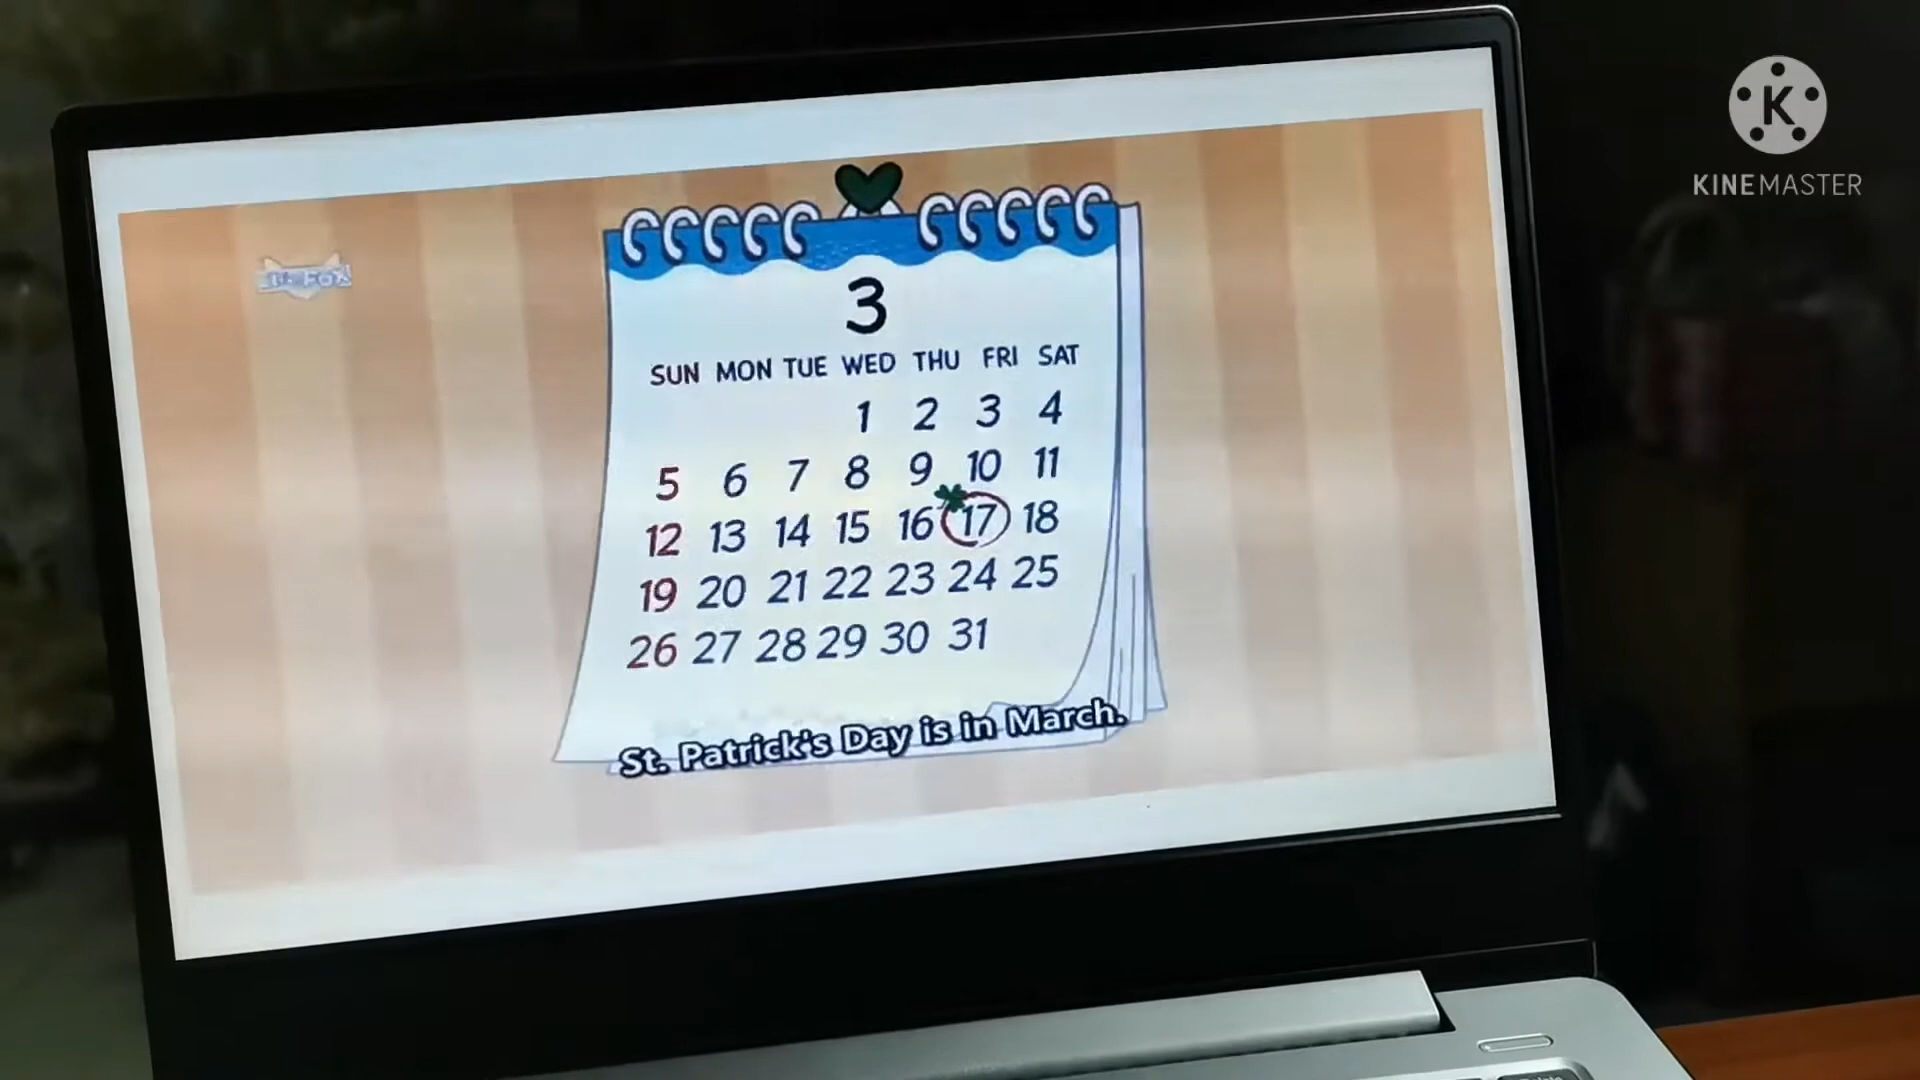 K
KINEMASTER
3
SUN MON TUE WED THU FRI SAT
1 2 3 4
5 6 7 8 9 10 11
12 13 14 15 16 17 18
19 20 21 22 23 24 25
26 27 28 29 30 31
St. Patrick's Day is in March.